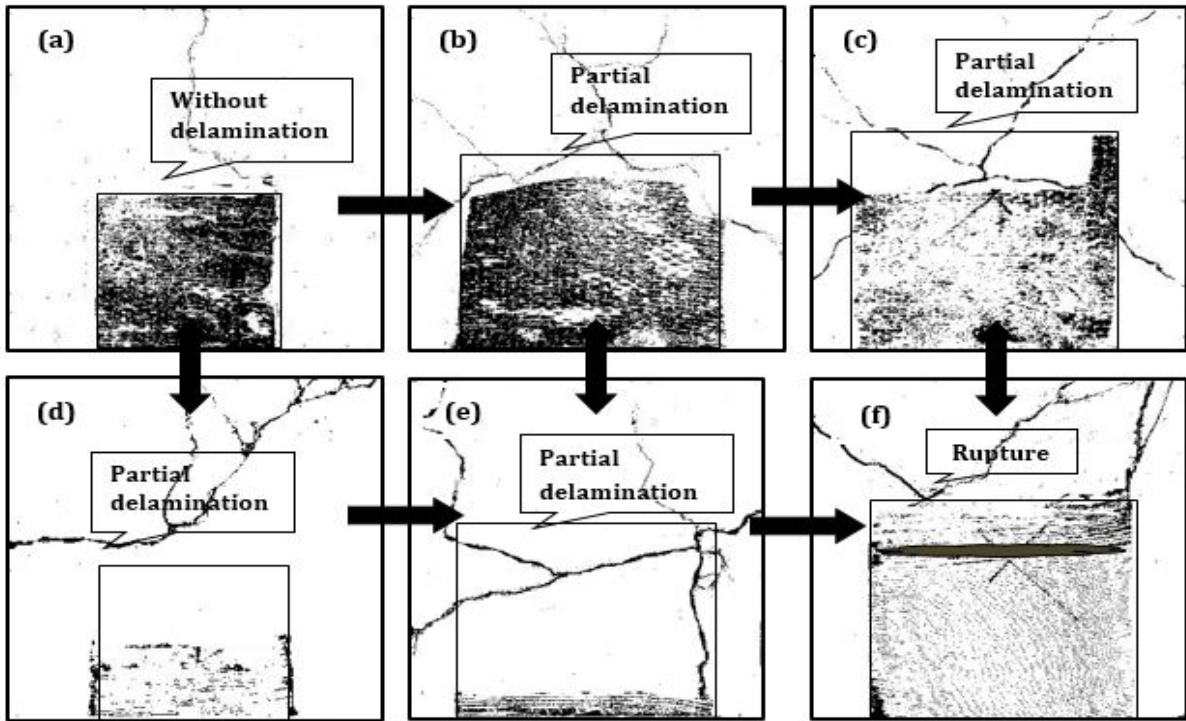 (a)
Without
delamination
(b)
Partial
delamination
(c)
Partial
delamination
(d)
Partial
delamination
(e)
Partial
delamination
(f)
Rupture